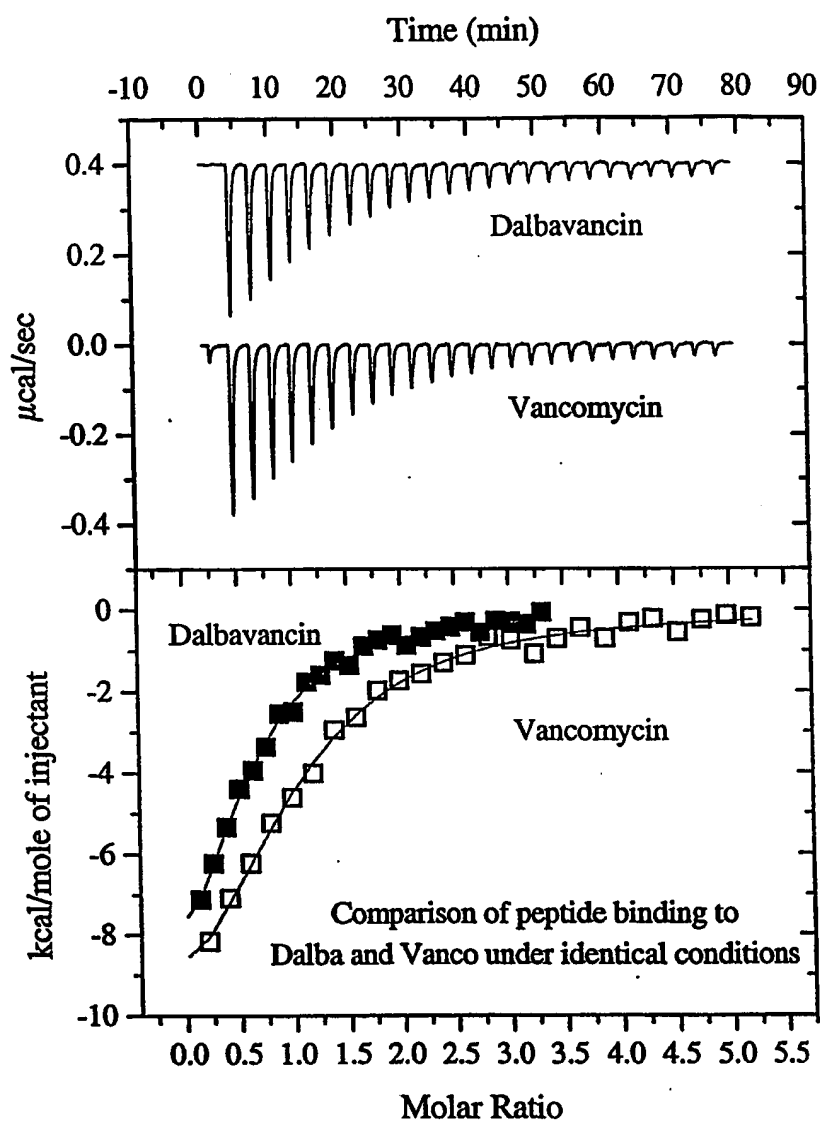 Time (min)
-10 0 10 20 30 40 50 60 70 80 90
0.4
0.2
0.0
-0.2
-0.4
µcal/sec
Dalbavancin
Vancomycin
0
-2
-4
-6
-8
-10
kcal/mole of injectant
Dalbavancin
Vancomycin
Comparison of peptide binding to
Dalba and Vanco under identical conditions
0.0 0.5 1.0 1.5 2.0 2.5 3.0 3.5 4.0 4.5 5.0 5.5
Molar Ratio